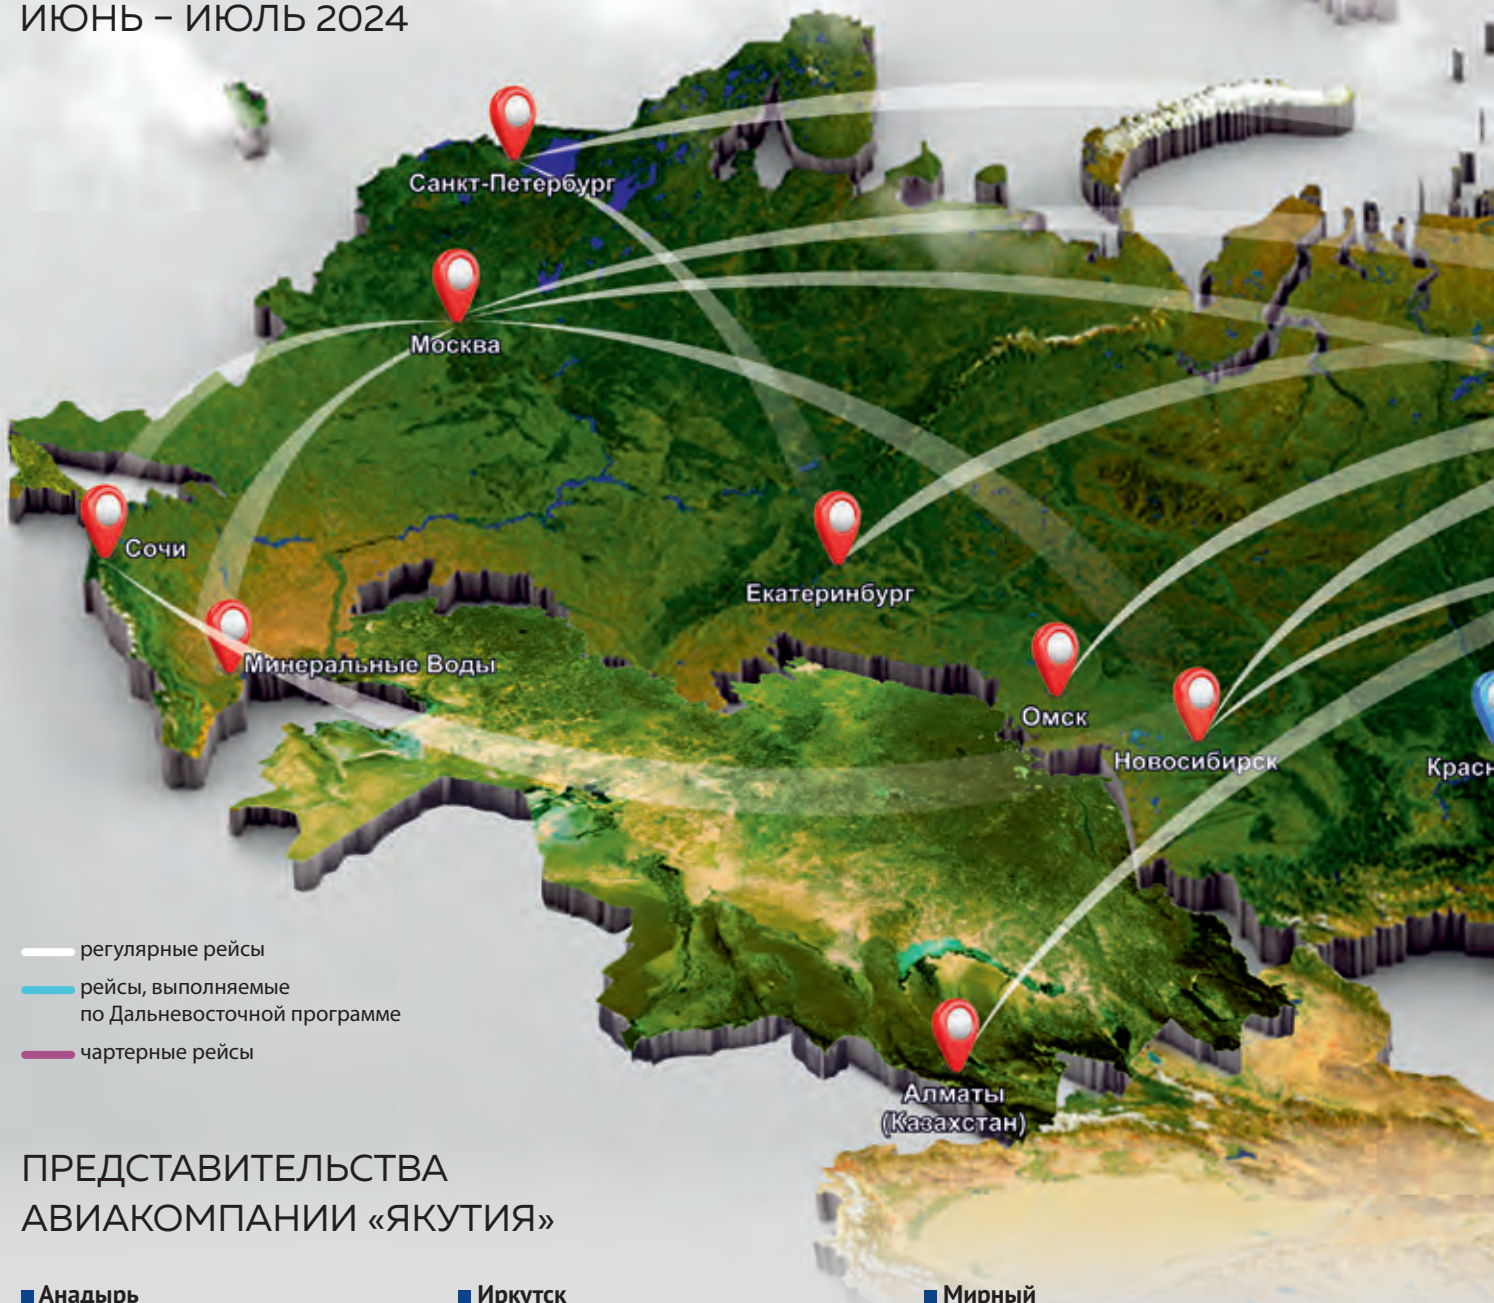 ИЮНЬ – ИЮЛЬ 2024
Санкт-Петербург
Москва
Сочи
Екатеринбург
Минеральные Воды
Омск
Новосибирск
Красн
регулярные рейсы
рейсы, выполняемые
по Дальневосточной программе
чартерные рейсы
Алматы
(Казахстан)
ПРЕДСТАВИТЕЛЬСТВА
АВИАКОМПАНИИ «ЯКУТИЯ»
Анадырь
Иркутск
Мирный